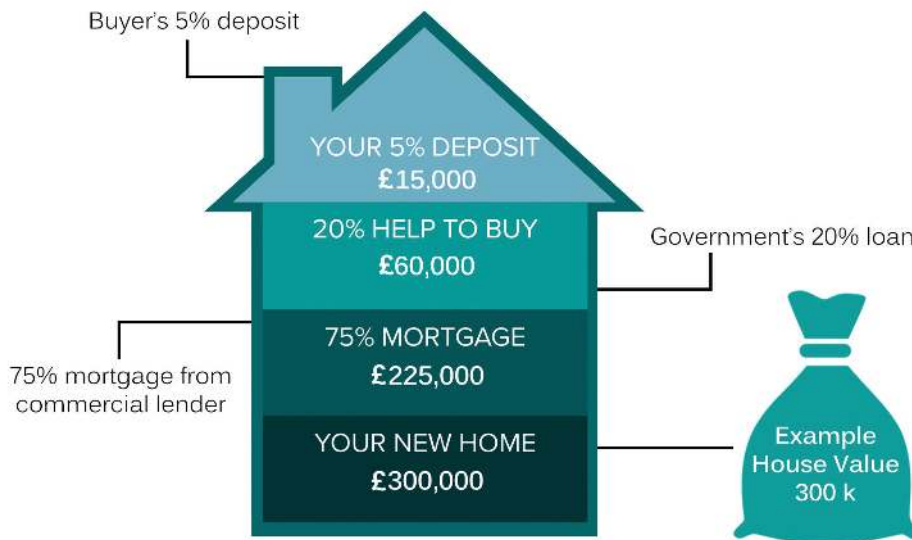 Buyer's 5% deposit
YOUR 5% DEPOSIT
£15,000
20% HELP TO BUY
£60,000
Government's 20% loan
75% MORTGAGE
£225,000
75% mortgage from
commercial lender
YOUR NEW HOME
£300,000
Example
House Value
300 k